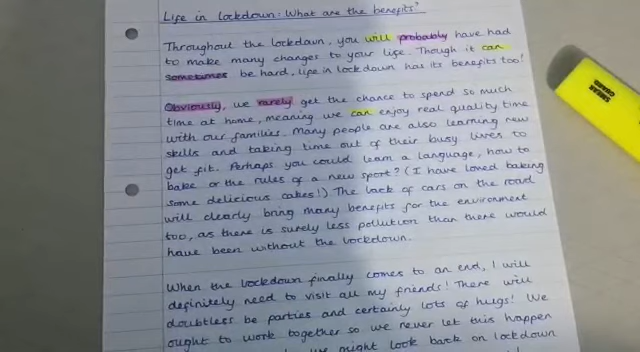 Life in lockdown: What are the benefits?
Throughout the lockdown, you will probably have had
to make many changes to your life. Though it can
sometimes be hard, life in lockdown has its benefits too!
Obviously, we rarely get the chance to spend so much
time at home, meaning we can enjoy real quality time
with our families. Many people are also learning new
skills and taking time out of their busy lives to
get fit. Perhaps you could learn a language, how to
bake or the rules of a new sport? (I have loved baking
some delicious cakes!) The lack of cars on the road
will clearly bring many benefits for the environment
too, as there is surely less pollution than there would
have been without the lockdown.
When the lockdown finally comes to an end, I will
definitely need to visit all my friends! There will
doubtless be parties and certainly lots of hugs! We
ought to work together so we never let this happen
might look back on lockdown
SMEAR
GUARD